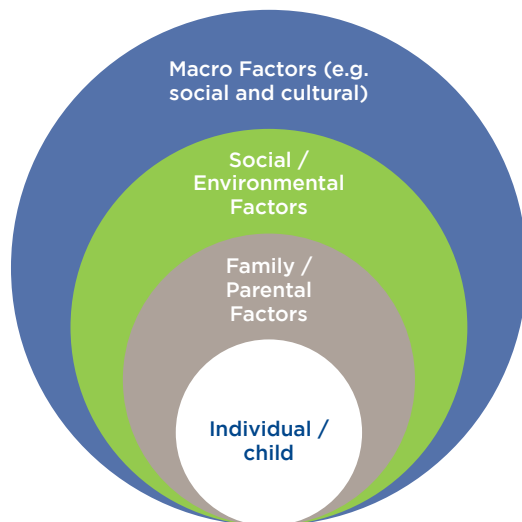 Macro Factors (e.g.
social and cultural)
Social /
Environmental
Factors
Family /
Parental
Factors
Individual /
child